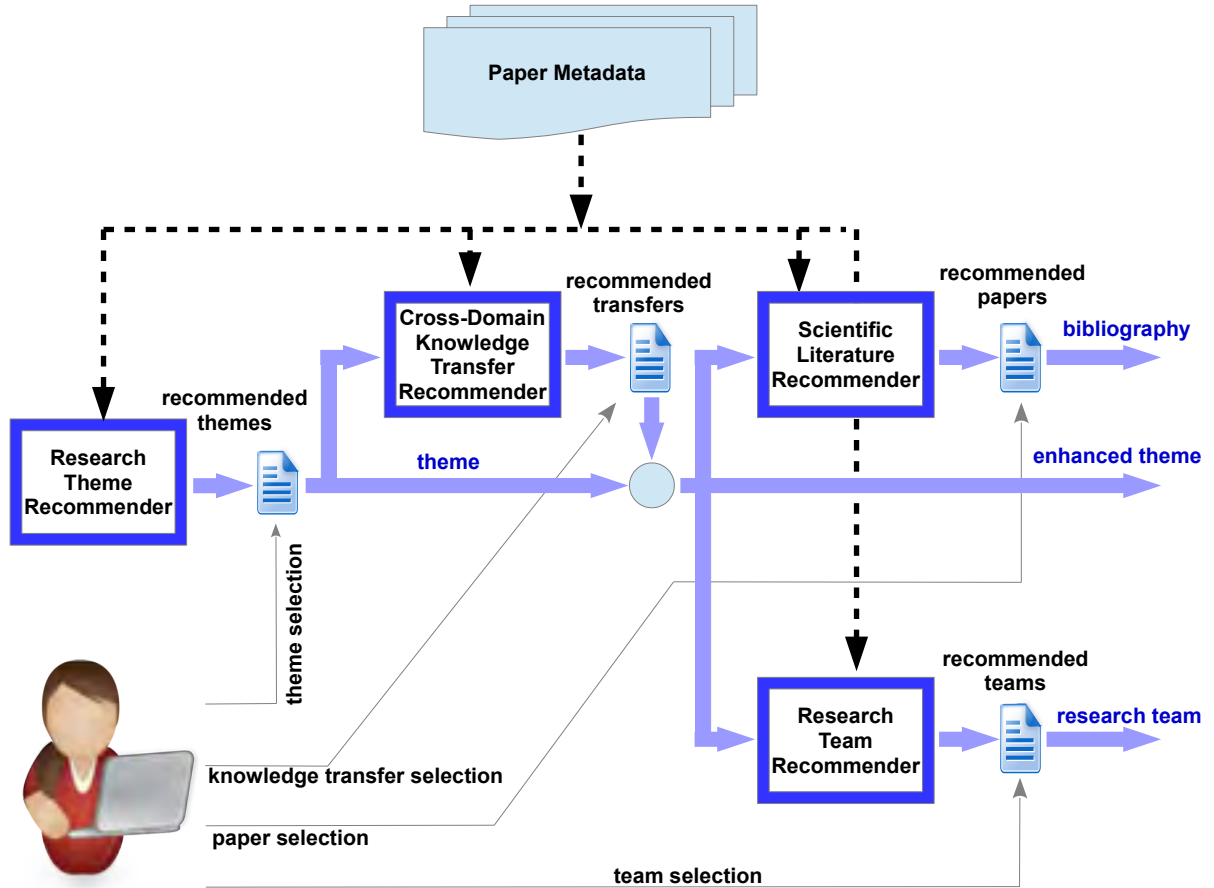 Paper Metadata
recommended
transfers
recommended
papers
Cross-Domain
Knowledge
Transfer
Recommender
Scientific
Literature
Recommender
bibliography
recommended
themes
Research
Theme
Recommender
theme
enhanced theme
theme selection
recommended
teams
Research
Team
Recommender
research team
knowledge transfer selection
paper selection
team selection